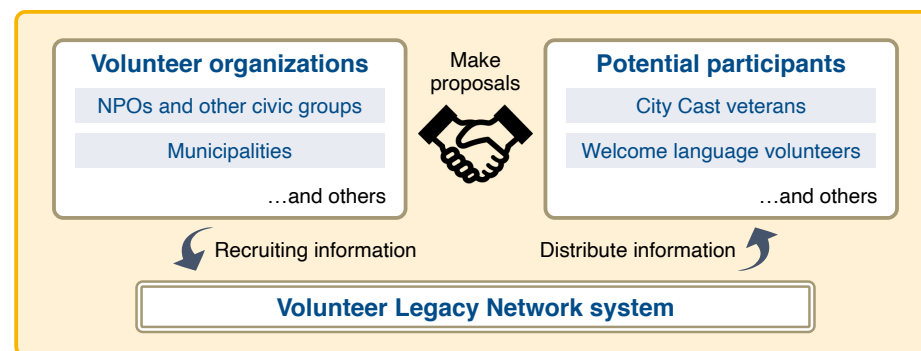 Volunteer organizations
NPOs and other civic groups
Municipalities
…and others
Make
proposals
Potential participants
City Cast veterans
Welcome language volunteers
…and others
Recruiting information
Distribute information
Volunteer Legacy Network system